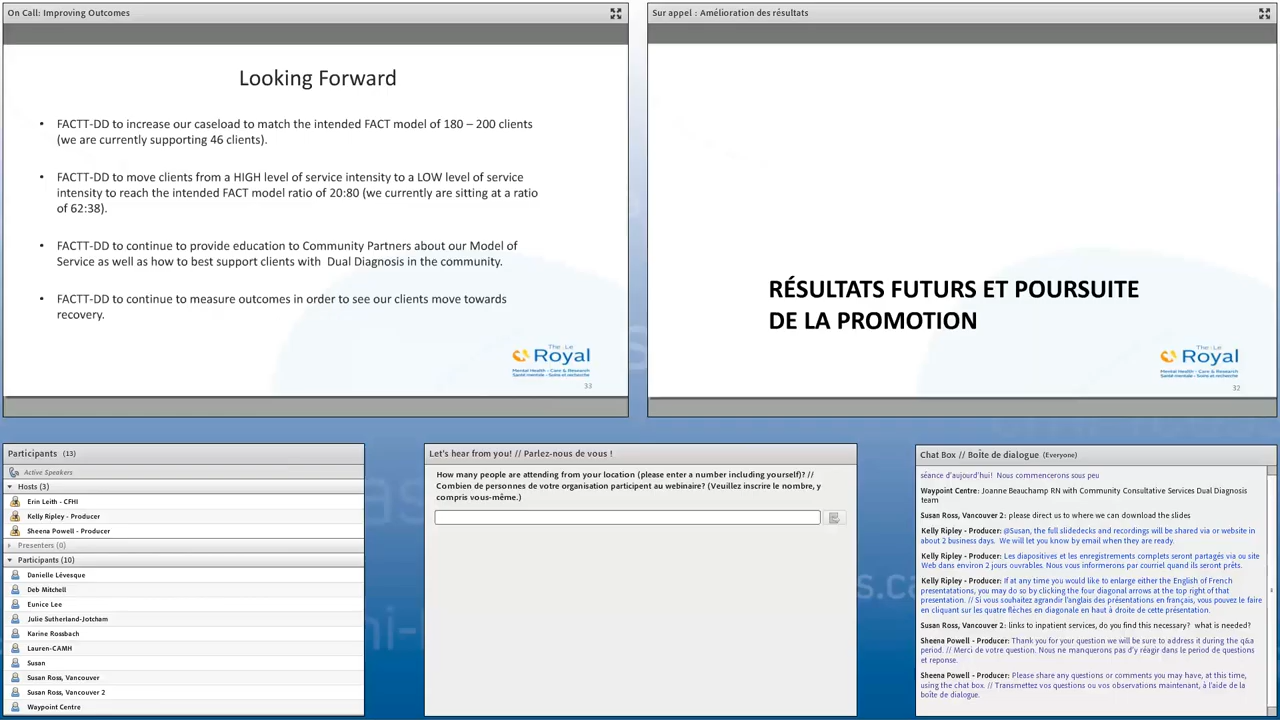 On Call: Improving Outcomes
Looking Forward
• FACTT-DD to increase our caseload to match the intended FACT model of 180 – 200 clients
(we are currently supporting 46 clients).
• FACTT-DD to move clients from a HIGH level of service intensity to a LOW level of service
intensity to reach the intended FACT model ratio of 20:80 (we currently are sitting at a ratio
of 62:38).
• FACTT-DD to continue to provide education to Community Partners about our Model of
Service as well as how to best support clients with Dual Diagnosis in the community.
• FACTT-DD to continue to measure outcomes in order to see our clients move towards
recovery.
The Le
Royal
Mental Health - Care & Research
Santé mentale - Soins et recherche
33
Sur appel : Amélioration des résultats
RÉSULTATS FUTURS ET POURSUITE
DE LA PROMOTION
The Le
Royal
Mental Health - Care & Research
Santé mentale - Soins et recherche
32
Participants (13)
Active Speakers
Hosts (3)
Erin Leith - CFHI
Kelly Ripley - Producer
Sheena Powell - Producer
Presenters (0)
Participants (10)
Danielle Lévesque
Deb Mitchell
Eunice Lee
Julie Sutherland-Jotcham
Karine Rossbach
Lauren-CAMH
Susan
Susan Ross, Vancouver
Susan Ross, Vancouver 2
Waypoint Centre
Let's hear from you! // Parlez-nous de vous !
How many people are attending from your location (please enter a number including yourself)? //
Combien de personnes de votre organisation participent au webinaire? (Veuillez inscrire le nombre, y
compris vous-même.)
Chat Box // Boîte de dialogue (Everyone)
séance d'aujourd'hui! Nous commencerons sous peu
Waypoint Centre: Joanne Beauchamp RN with Community Consultative Services Dual Diagnosis
team
Susan Ross, Vancouver 2: please direct us to where we can download the slides
Kelly Ripley - Producer: @Susan, the full slidedecks and recordings will be shared via or website in
about 2 business days. We will let you know by email when they are ready.
Kelly Ripley - Producer: Les diapositives et les enregistrements complets seront partagés via ou site
Web dans environ 2 jours ouvrables. Nous vous informerons par courriel quand ils seront prêts.
Kelly Ripley - Producer: If at any time you would like to enlarge either the English of French
presentatations, you may do so by clicking the four diagonal arrows at the top right of that
presentation. // Si vous souhaitez agrandir l'anglais des présentations en français, vous pouvez le faire
en cliquant sur les quatre flèches en diagonale en haut à droite de cette présentation.
Susan Ross, Vancouver 2: links to inpatient services, do you find this necessary? what is needed?
Sheena Powell - Producer: Thank you for your question we will be sure to address it during the q&a
period. // Merci de votre question. Nous ne manquerons pas d'y réagir dans le period de questions
et reponse.
Sheena Powell - Producer: Please share any questions or comments you may have, at this time,
using the chat box. // Transmettez vos questions ou vos observations maintenant, à l'aide de la
boîte de dialogue.